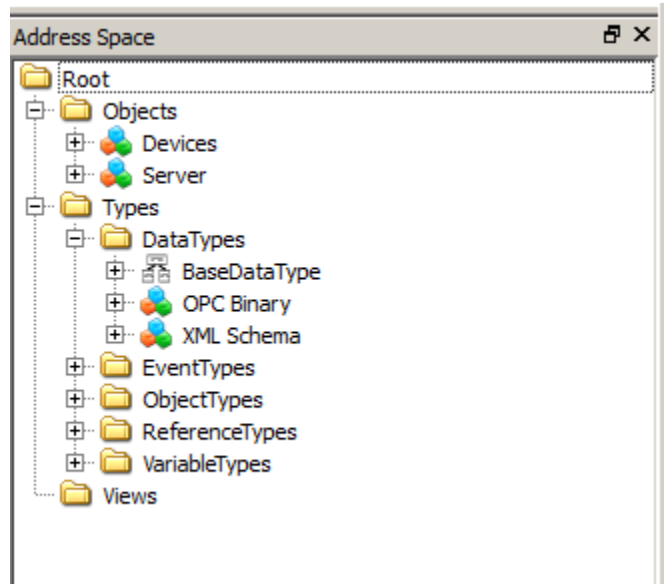 Address Space
Root
Objects
Devices
Server
Types
DataTypes
BaseDataType
OPC Binary
XML Schema
EventTypes
ObjectTypes
ReferenceTypes
VariableTypes
Views